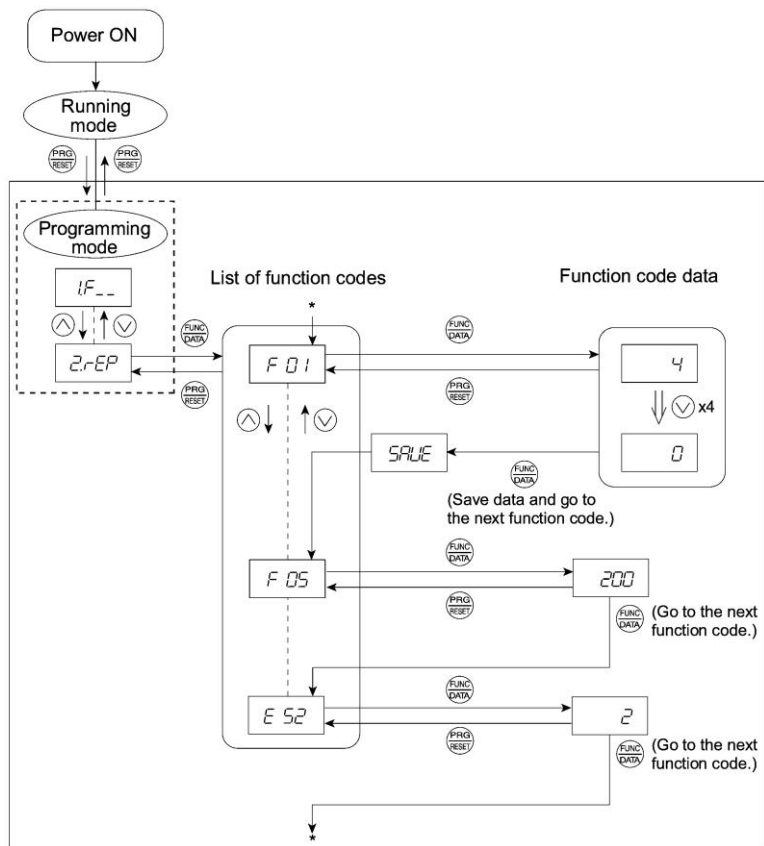 Power ON
Running
mode
PRG
RESET
PRG
RESET
Programming
mode
1.F_ _
2.rEP
FUNC
DATA
PRG
RESET
List of function codes
*
F 01
F 05
E 52
FUNC
DATA
PRG
RESET
Function code data
4
x4
0
SAVE
FUNC
DATA
(Save data and go to
the next function code.)
FUNC
DATA
PRG
RESET
200
FUNC
DATA
(Go to the next
function code.)
FUNC
DATA
PRG
RESET
2
FUNC
DATA
(Go to the next
function code.)
*